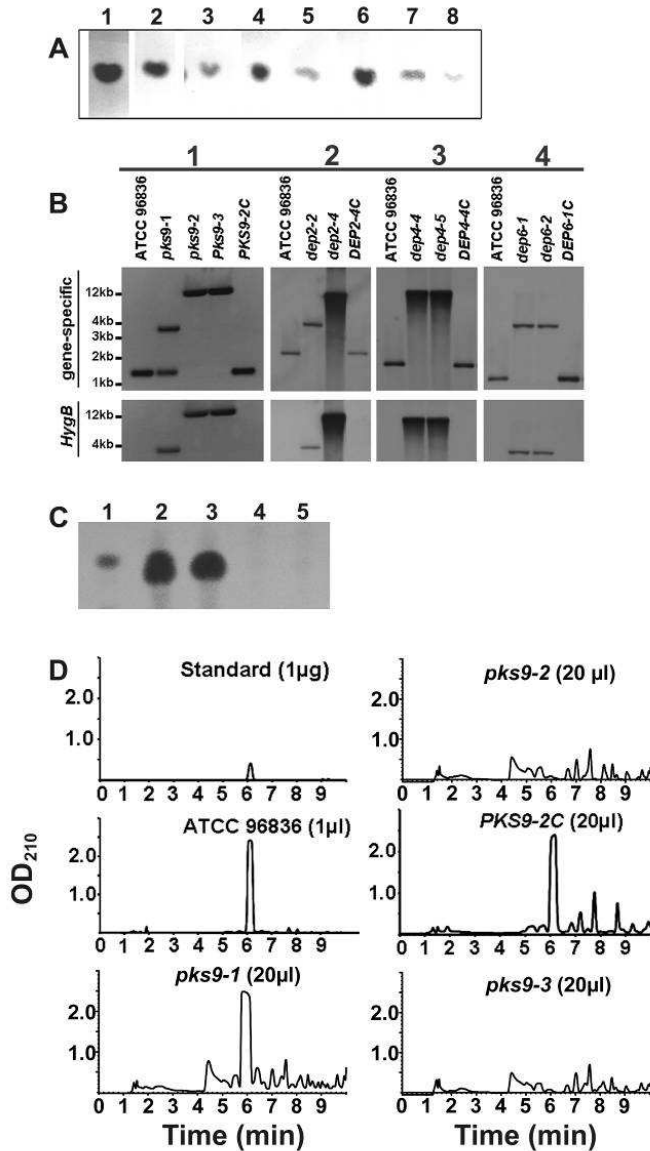 1 2 3 4 5 6 7 8
A
1 2 3 4
B
ATCC 96836 pks9-1 pks9-2 Pks9-3 PKS9-2C ATCC 96836 dep2-2 dep2-4 DEP2-4C ATCC 96836 dep4-4 dep4-5 DEP4-4C ATCC 96836 dep6-1 dep6-2 DEP6-1C
gene-specific
12kb
4kb
3kb
2kb
1kb
HygB
12kb
4kb
C
1 2 3 4 5
D
OD210
Standard (1µg)
2.0
1.0
0 1 2 3 4 5 6 7 8 9
pks9-2 (20 µl)
2.0
1.0
0 1 2 3 4 5 6 7 8 9
ATCC 96836 (1µl)
2.0
1.0
0 1 2 3 4 5 6 7 8 9
PKS9-2C (20µl)
2.0
1.0
0 1 2 3 4 5 6 7 8 9
pks9-1 (20µl)
2.0
1.0
0 1 2 3 4 5 6 7 8 9
Time (min)
pks9-3 (20µl)
2.0
1.0
0 1 2 3 4 5 6 7 8 9
Time (min)